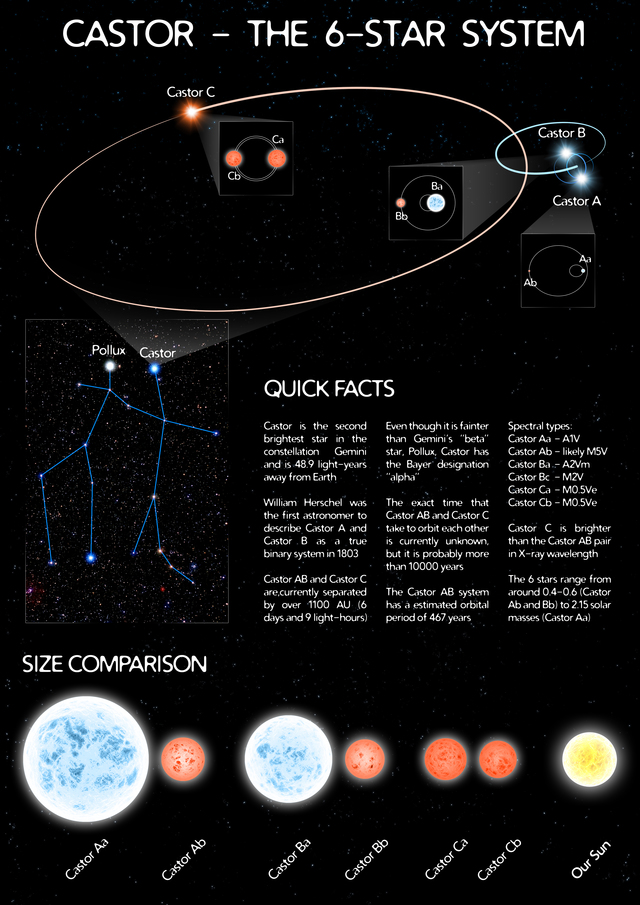 CASTOR - THE 6-STAR SYSTEM
Castor C
Ca
Cb
Castor B
Ba
Bb
Castor A
Aa
Ab
Pollux
Castor
QUICK FACTS
Castor is the second
brightest star in the
constellation Gemini
and is 48.9 light-years
away from Earth
William Herschel was
the first astronomer to
describe Castor A and
Castor B as a true
binary system in 1803
Castor AB and Castor C
are,currently separated
by over 1100 AU (6
days and 9 light-hours)
Even though it is fainter
than Gemini's "beta"
star, Pollux, Castor has
the Bayer designation
"alpha"
The exact time that
Castor AB and Castor C
take to orbit each other
is currently unknown,
but it is probably more
than 10000 years
The Castor AB system
has a estimated orbital
period of 467 years
Spectral types:
Castor Aa - A1V
Castor Ab - likely M5V
Castor Ba - A2Vm
Castor Bc - M2V
Castor Ca - M0.5Ve
Castor Cb - M0.5Ve
Castor C is brighter
than the Castor AB pair
in X-ray wavelength
The 6 stars range from
around 0.4-0.6 (Castor
Ab and Bb) to 2.15 solar
masses (Castor Aa)
SIZE COMPARISON
Castor Aa
Castor Ab
Castor Ba
Castor Bb
Castor Ca
Castor Cb
Our Sun